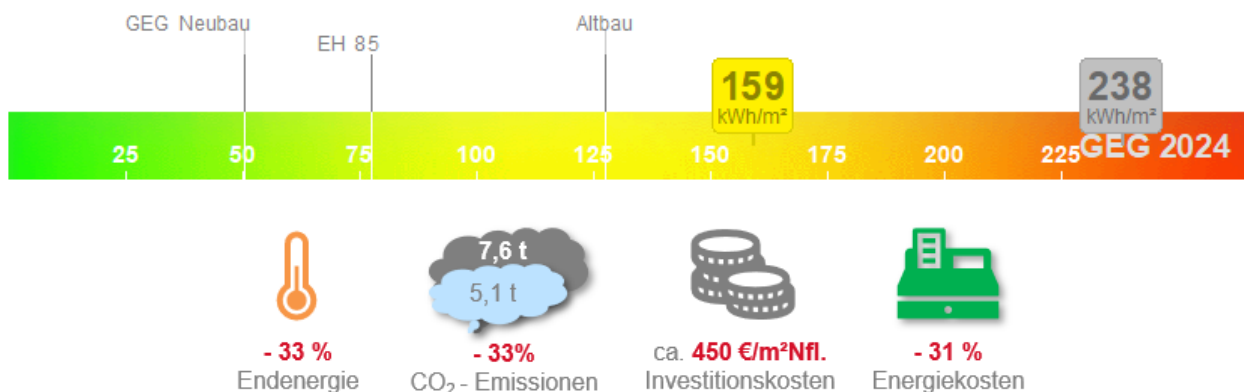 GEG Neubau
EH 85
Altbau
159
kWh/m²
238
kWh/m²
25 50 75 100 125 150 175 200 225 GEG 2024
7,6 t
5,1 t
- 33 %
Endenergie
- 33%
CO₂ - Emissionen
ca. 450 €/m²Nfl.
Investitionskosten
- 31 %
Energiekosten